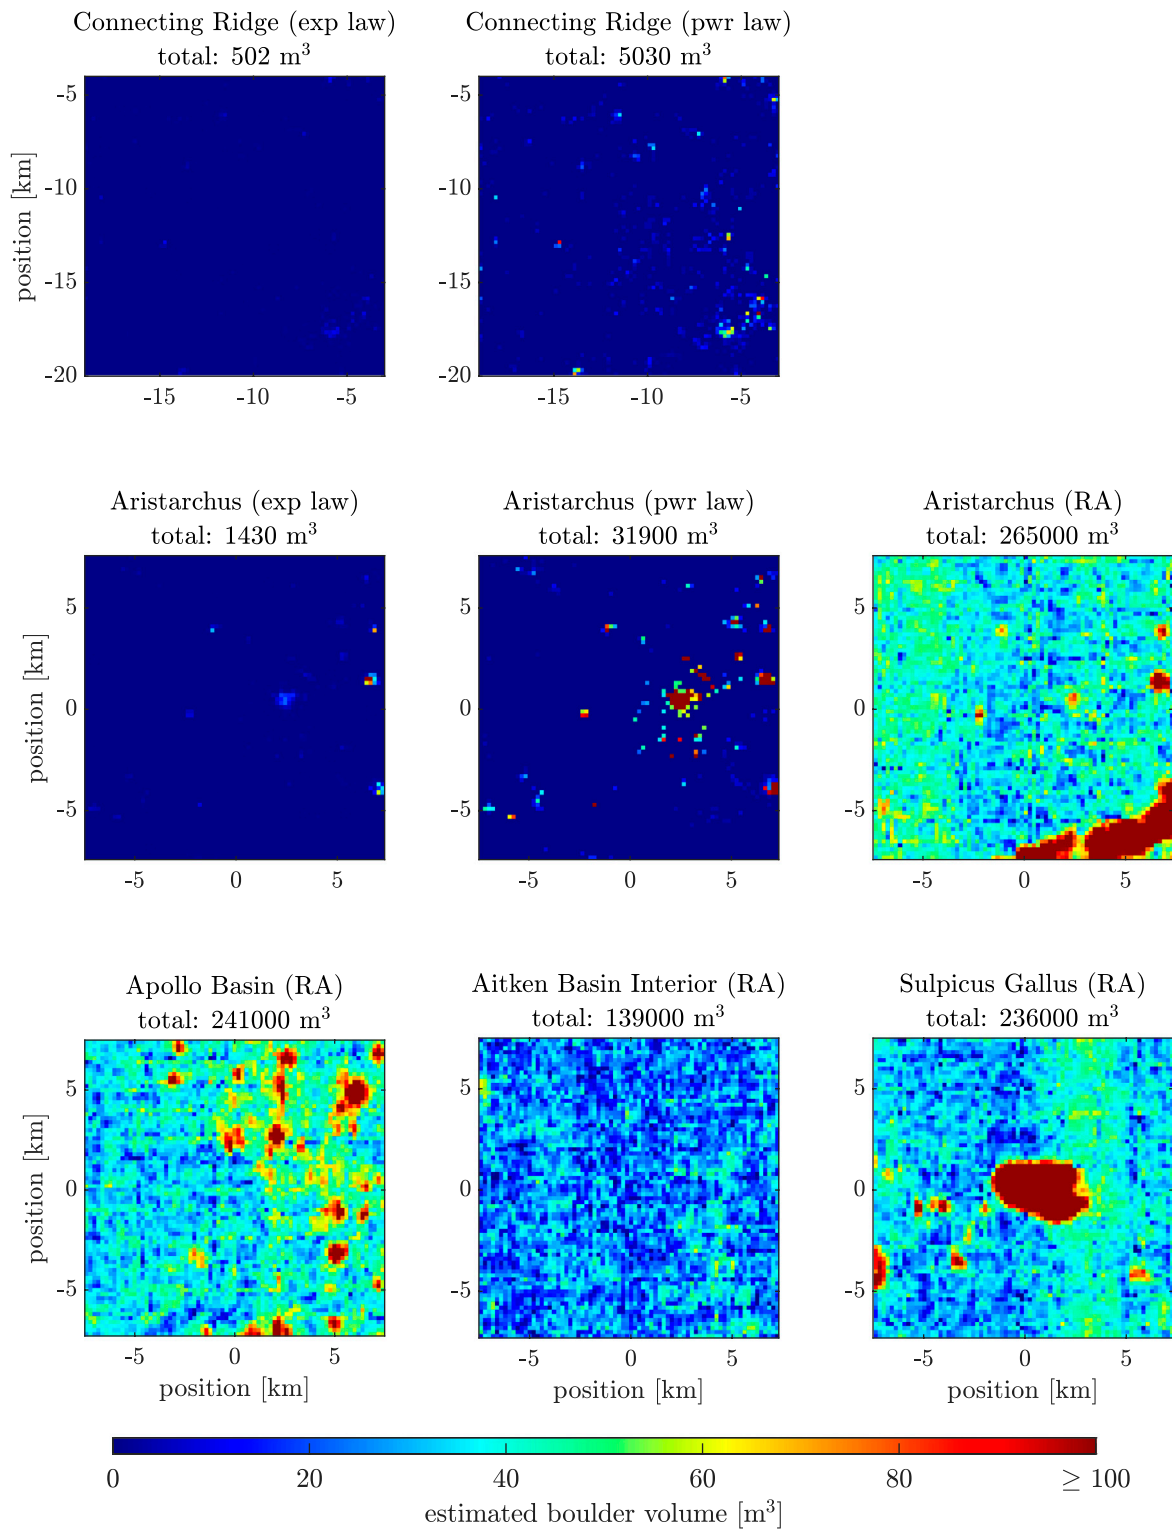 Connecting Ridge (exp law)
total: 502 m³
Connecting Ridge (pwr law)
total: 5030 m³
position [km]
-5
-10
-15
-20
-15
-10
-5
-5
-10
-15
-20
-15
-10
-5
Aristarchus (exp law)
total: 1430 m³
Aristarchus (pwr law)
total: 31900 m³
Aristarchus (RA)
total: 265000 m³
position [km]
5
0
-5
-5
0
5
5
0
-5
-5
0
5
5
0
-5
-5
0
5
Apollo Basin (RA)
total: 241000 m³
Aitken Basin Interior (RA)
total: 139000 m³
Sulpicus Gallus (RA)
total: 236000 m³
position [km]
5
0
-5
-5
0
5
position [km]
5
0
-5
-5
0
5
position [km]
5
0
-5
-5
0
5
position [km]
0
20
40
60
80
≥ 100
estimated boulder volume [m³]